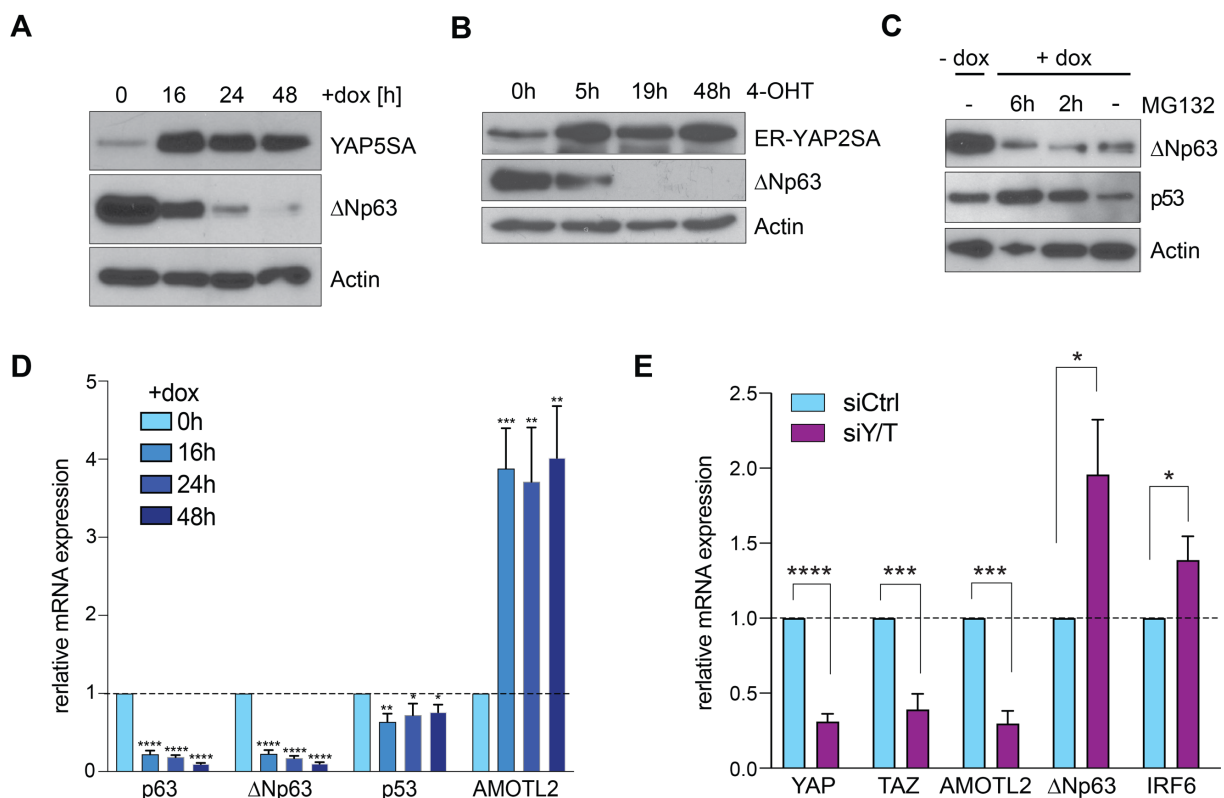 A
0 16 24 48 +dox [h]
YAP5SA
ΔNp63
Actin
B
0h 5h 19h 48h 4-OHT
ER-YAP2SA
ΔNp63
Actin
C
- dox + dox
- 6h 2h - MG132
ΔNp63
p53
Actin
D
+dox
0h
16h
24h
48h
rerlative mRNA expression
5
4
3
2
1
0
**** **** ****
**** **** ****
** * *
*** ** **
p63 ΔNp63 p53 AMOTL2
E
siCtrl
siY/T
rerlative mRNA expression
2.5
2.0
1.5
1.0
0.5
0.0
**** *** *** * *
YAP TAZ AMOTL2 ΔNp63 IRF6